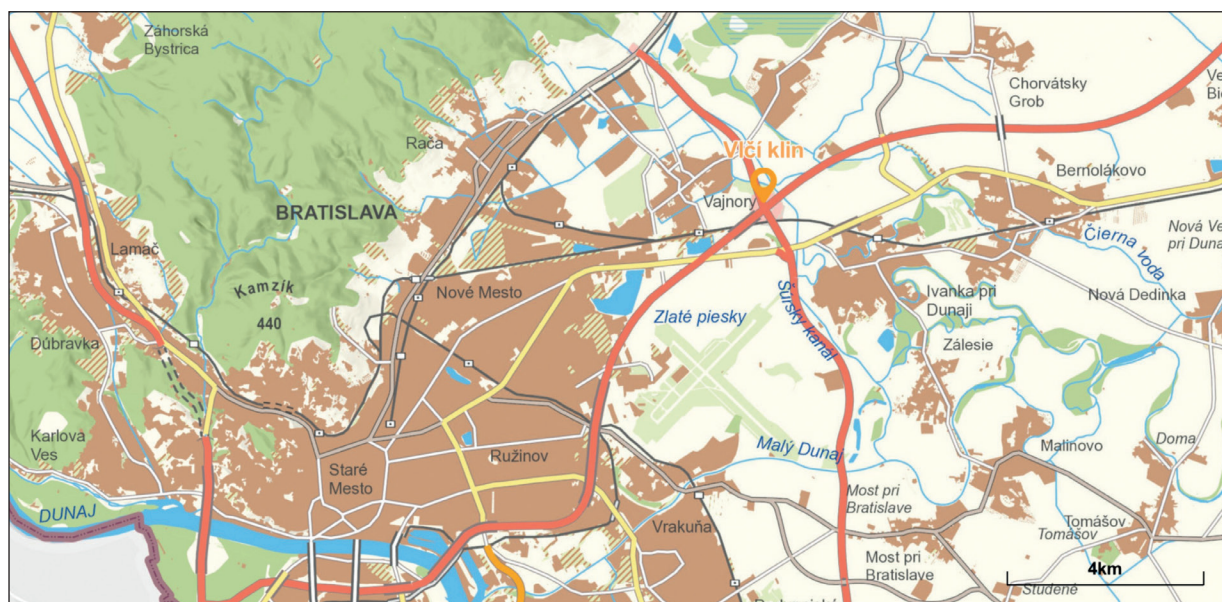 Záhorská
Bystrica
Chorvátsky
Grob
Rača
Vlčí klin
Vajnory
Bernolákovo
BRATISLAVA
Lamač
Čierna
voda
Nová Ve
pri Duna
Kamzík
440
Nové Mesto
Šúrsky kanál
Ivanka pri
Dunaji
Nová Dedinka
Zlaté piesky
Dúbravka
Zálesie
Karlova
Ves
Staré
Mesto
Ružinov
Malý Dunaj
Malinovo
Doma
DUNAJ
Most pri
Bratislave
Vrakuňa
Tomášov
Tomášov
Most pri
Bratislave
4km
Studené